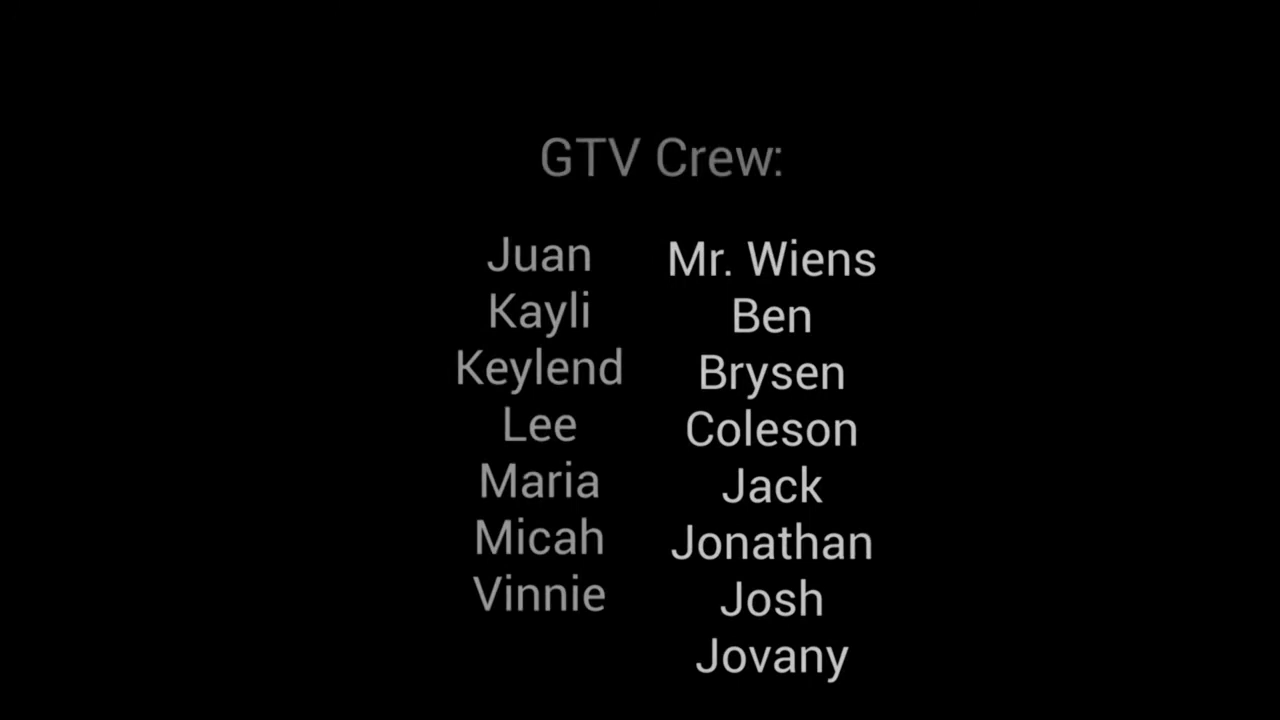 GTV Crew:
Juan
Kayli
Keylend
Lee
Maria
Micah
Vinnie
Mr. Wiens
Ben
Brysen
Coleson
Jack
Jonathan
Josh
Jovany